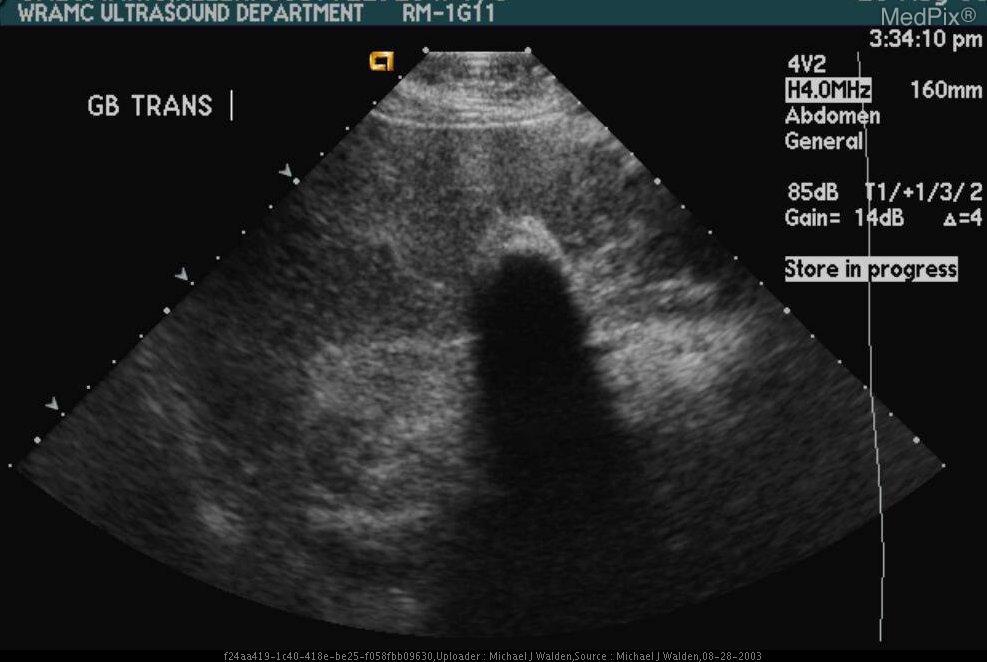 WRAMC ULTRASOUND DEPARTMENT RM-1G11
MedPix®
3:34:10 pm
GB TRANS
4V2
H4.0MHz 160mm
Abdomen
General
85dB T1/+1/3/2
Gain= 14dB Δ=4
Store in progress
f24aa419-1c40-418e-be25-f058fbb09630,Uploader : Michael J Walden,Source : Michael J Walden,08-28-2003